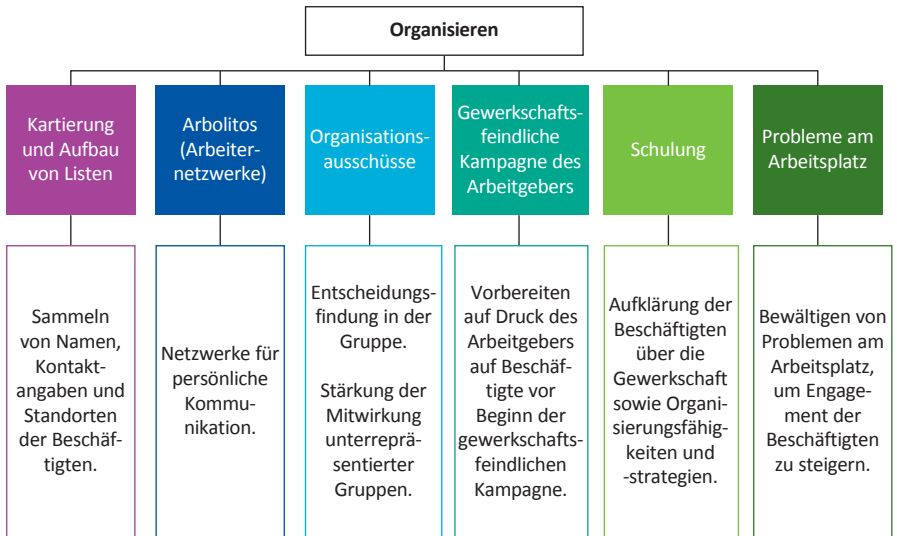 Organisieren
Kartierung
und Aufbau
von Listen
Arbolitos
(Arbeiter-
netzwerke)
Organisations-
ausschüsse
Gewerkschafts-
feindliche
Kampagne des
Arbeitgebers
Schulung
Probleme am
Arbeitsplatz
Sammeln
von Namen,
Kontakt-
angaben und
Standorten
der Beschäf-
tigten.
Netzwerke für
persönliche
Kommu-
nikation.
Entscheidungs-
findung in der
Gruppe.
Stärkung der
Mitwirkung
unterreprä-
sentierter
Gruppen.
Vorbereiten
auf Druck des
Arbeitgebers
auf Beschäf-
tigte vor
Beginn der
gewerkschafts-
feindlichen
Kampagne.
Aufklärung der
Beschäftigten
über die
Gewerkschaft
sowie Organi-
sierungsfähig-
keiten und
-strategien.
Bewältigen von
Problemen am
Arbeitsplatz,
um Engage-
ment der
Beschäftigten
zu steigern.